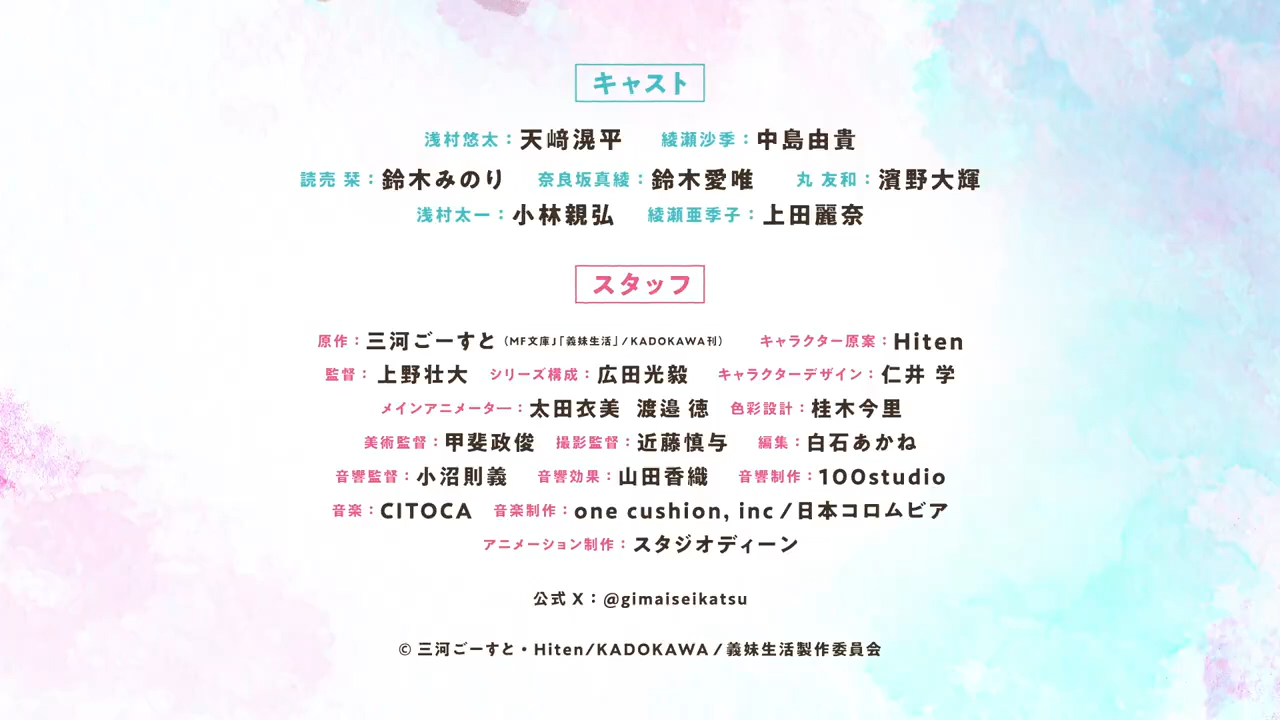 キャスト
浅村悠太：天﨑滉平 綾瀬沙季：中島由貴
読売 栞：鈴木みのり 奈良坂真綾：鈴木愛唯 丸 友和：濱野大輝
浅村太一：小林親弘 綾瀬亜季子：上田麗奈
スタッフ
原作：三河ごーすと（MF文庫J「義妹生活」/KADOKAWA刊） キャラクター原案：Hiten
監督：上野壮大 シリーズ構成：広田光毅 キャラクターデザイン：仁井 学
メインアニメーター：太田衣美 渡邉 徳 色彩設計：桂木今里
美術監督：甲斐政俊 撮影監督：近藤慎与 編集：白石あかね
音響監督：小沼則義 音響効果：山田香織 音響制作：100studio
音楽：CITOCA 音楽制作：one cushion, inc/日本コロムビア
アニメーション制作：スタジオディーン
公式 X：@gimaiseikatsu
© 三河ごーすと・Hiten/KADOKAWA/義妹生活製作委員会